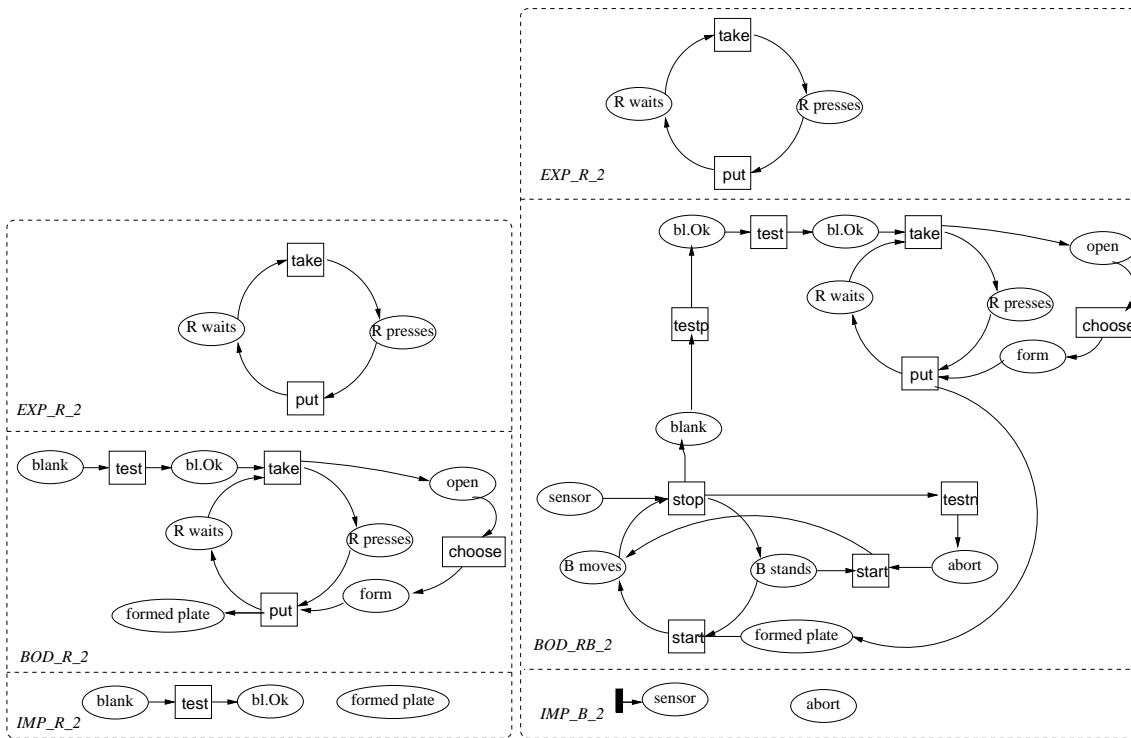 take
R waits
R presses
put
EXP_R_2
blank
test
bl.Ok
take
open
R waits
R presses
choose
form
formed plate
put
BOD_R_2
blank
test
bl.Ok
formed plate
IMP_R_2
take
R waits
R presses
put
EXP_R_2
bl.Ok
test
bl.Ok
take
open
R waits
R presses
testp
choose
form
put
blank
sensor
stop
testn
B moves
B stands
start
abort
start
formed plate
BOD_RB_2
sensor
abort
IMP_B_2